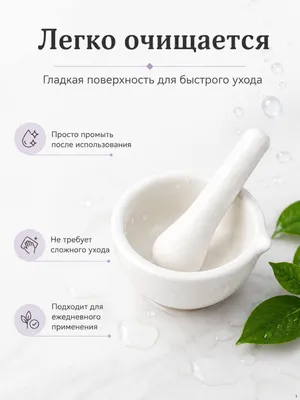 Легко очищается
Гладкая поверхность для быстрого ухода
Просто промыть
после использования
Не требует
сложного ухода
Подходит для
ежедневного
применения